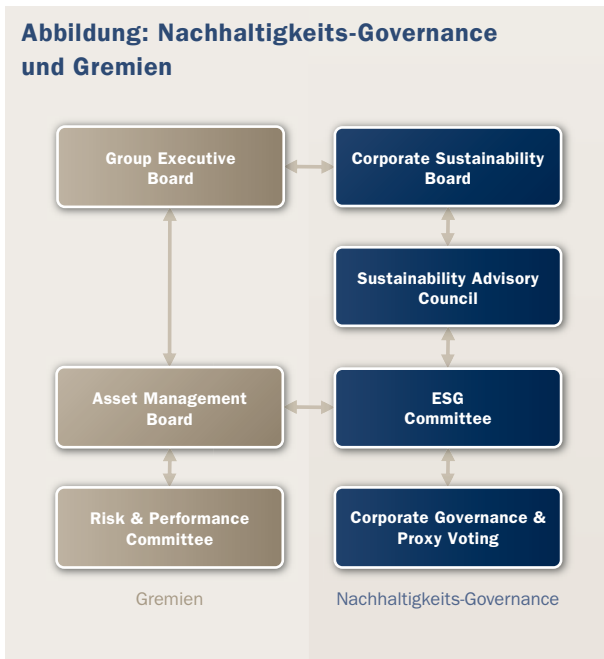 Abbildung: Nachhaltigkeits-Governance
und Gremien
Group Executive
Board
Corporate Sustainability
Board
Sustainability Advisory
Council
Asset Management
Board
ESG
Committee
Risk & Performance
Committee
Corporate Governance &
Proxy Voting
Gremien
Nachhaltigkeits-Governance